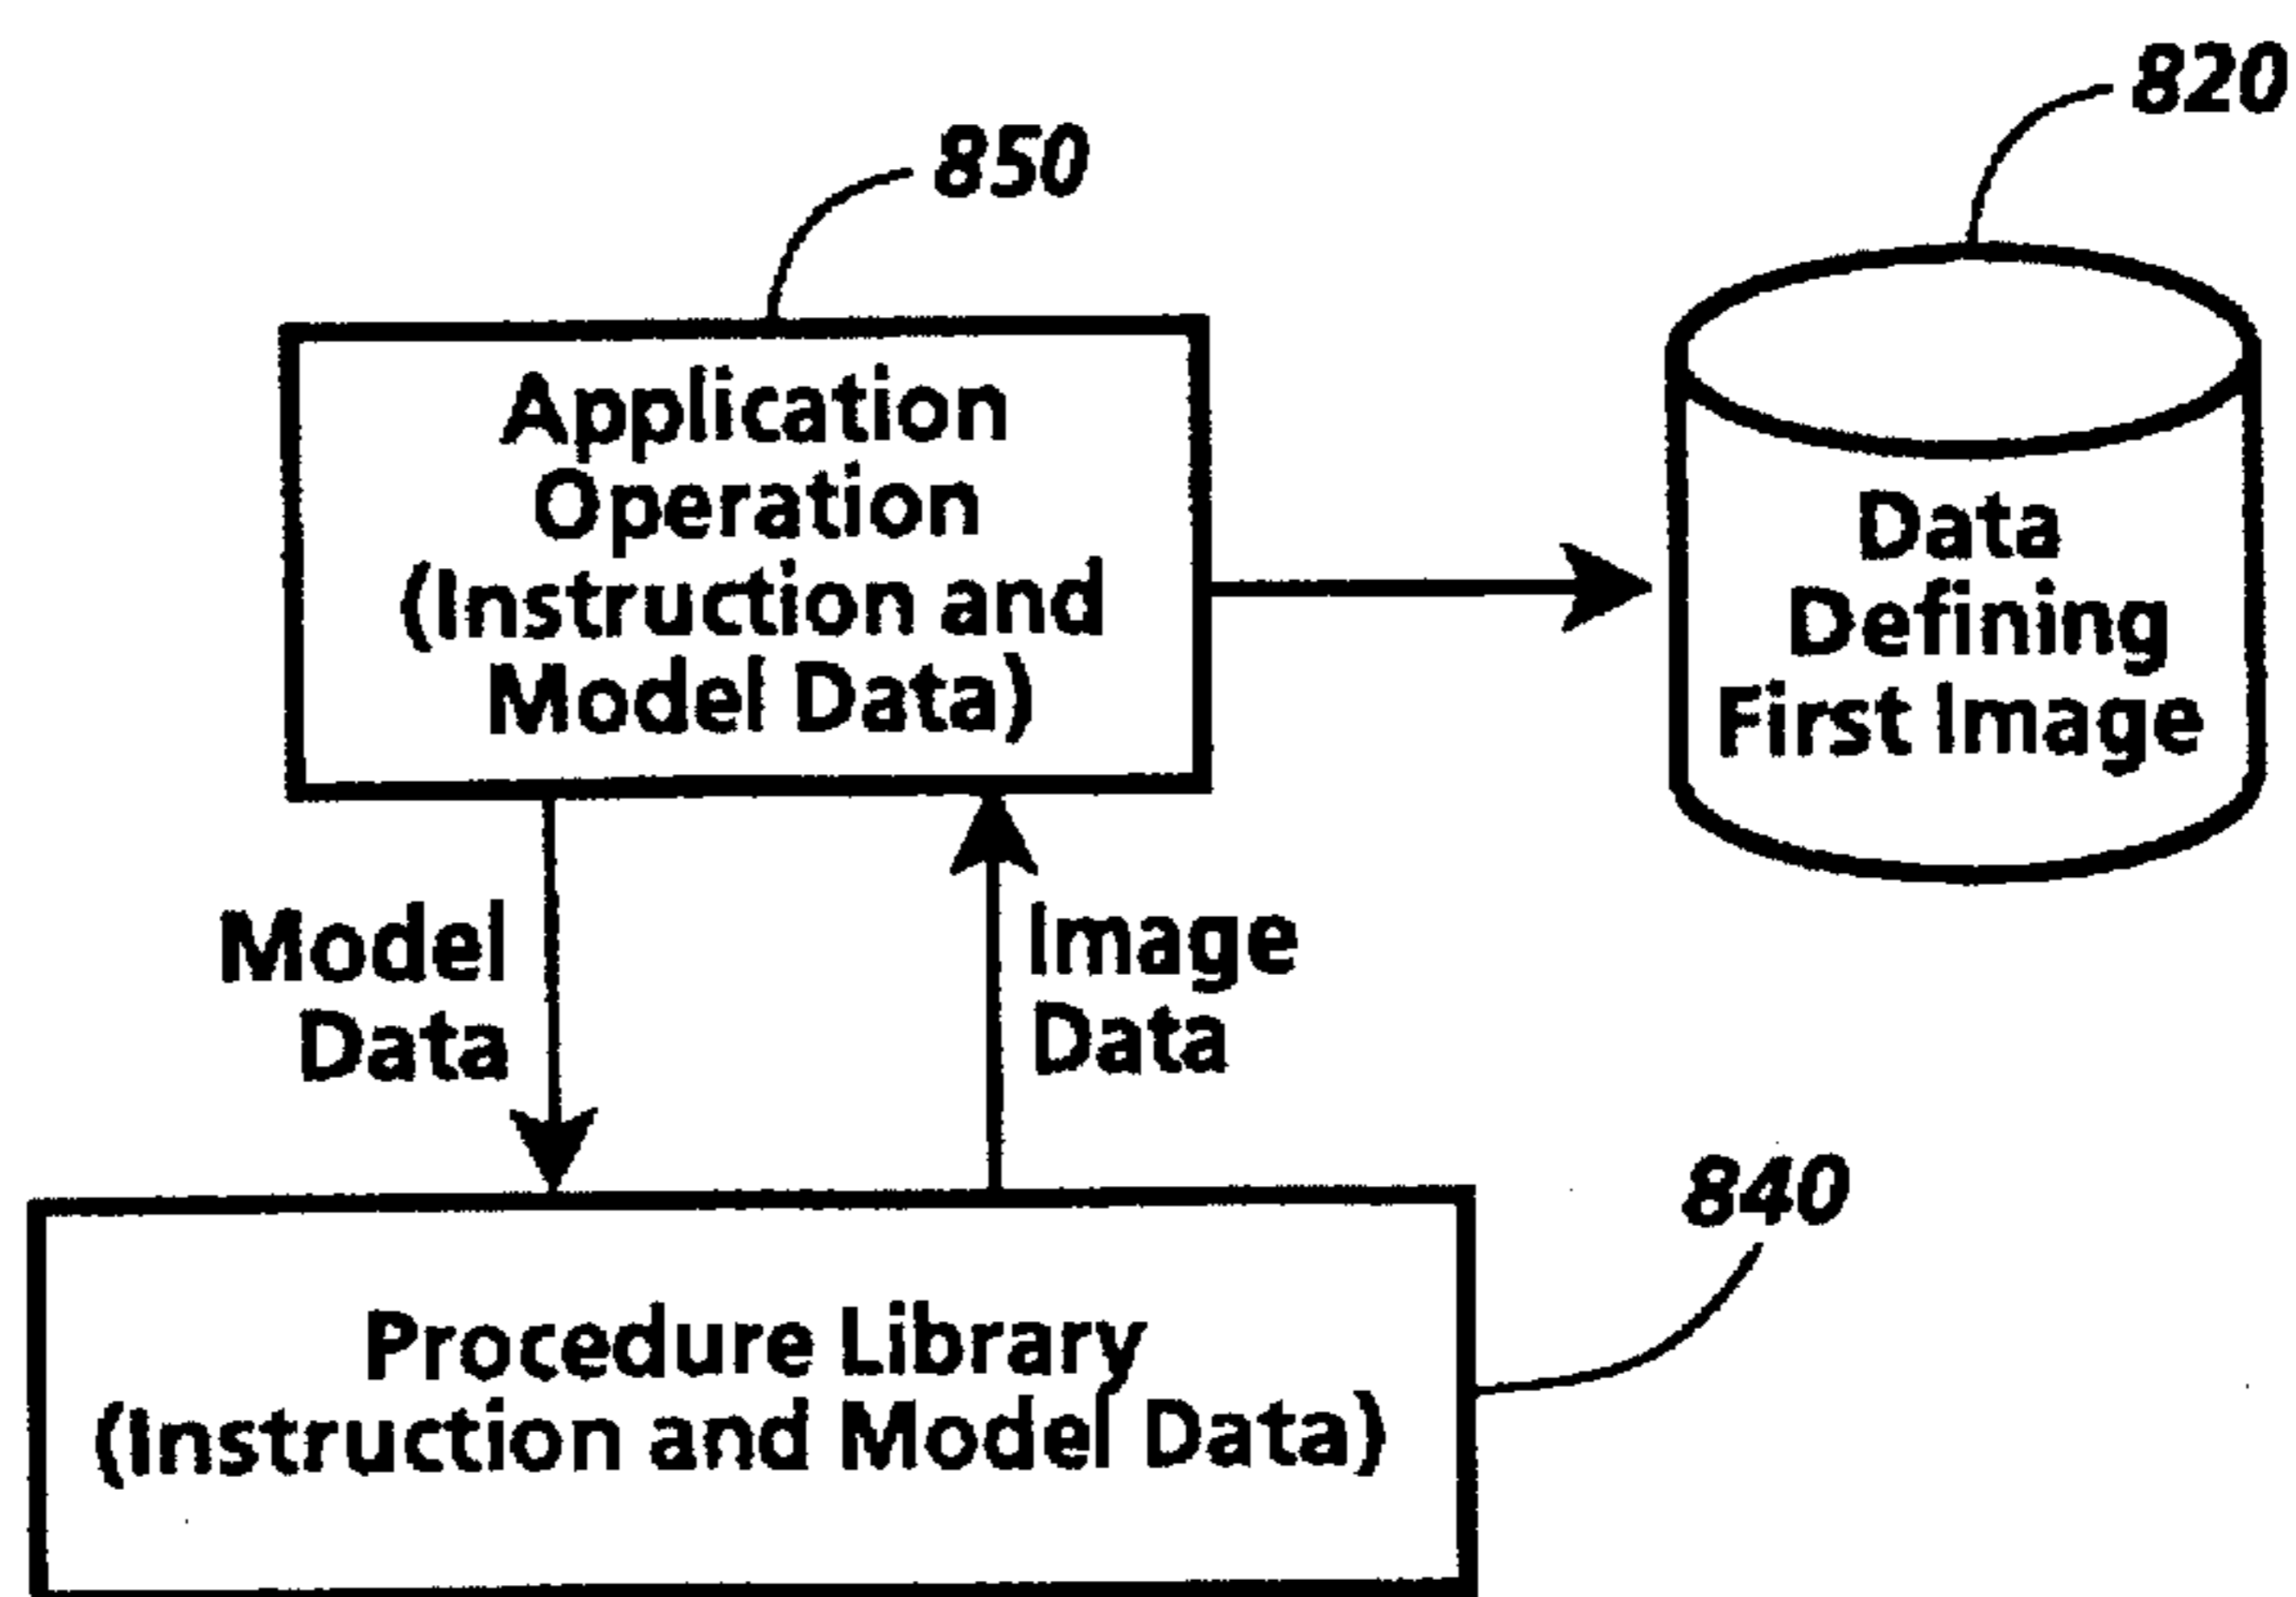 820
850
Application
Operation
(Instruction and
Model Data)
Data
Defining
First Image
Model
Data
Image
Data
840
Procedure Library
(Instruction and Model Data)